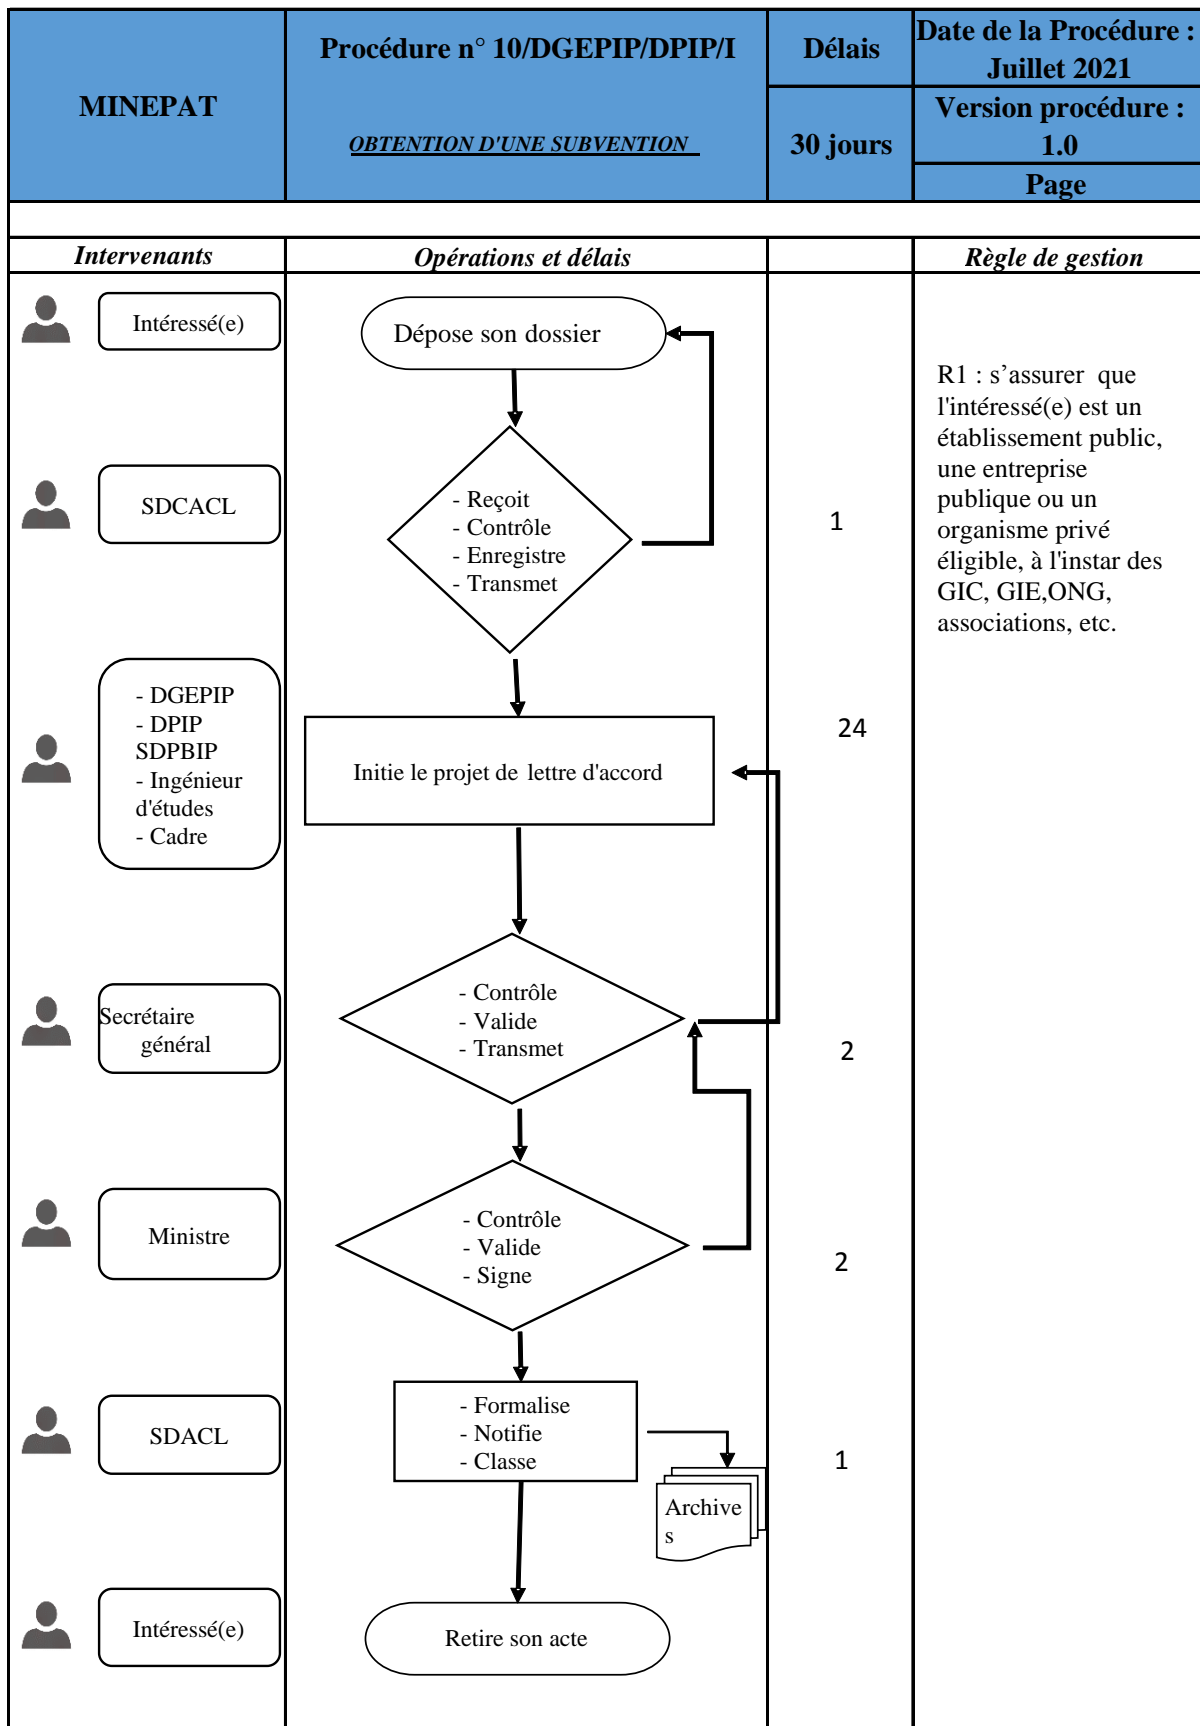 MINEPAT
Procédure n° 10/DGEPIP/DPIP/I
OBTENTION D'UNE SUBVENTION
Délais
30 jours
Date de la Procédure :
Juillet 2021
Version procédure :
1.0
Page
Intervenants
Opérations et délais
Règle de gestion
Intéressé(e)
Dépose son dossier
R1 : s’assurer que
l'intéressé(e) est un
établissement public,
une entreprise
publique ou un
organisme privé
éligible, à l'instar des
GIC, GIE,ONG,
associations, etc.
SDCACL
- Reçoit
- Contrôle
- Enregistre
- Transmet
1
- DGEPIP
- DPIP
SDPBIP
- Ingénieur
d'études
- Cadre
Initie le projet de lettre d'accord
24
Secrétaire
général
- Contrôle
- Valide
- Transmet
2
Ministre
- Contrôle
- Valide
- Signe
2
SDACL
- Formalise
- Notifie
- Classe
1
Archive
s
Intéressé(e)
Retire son acte